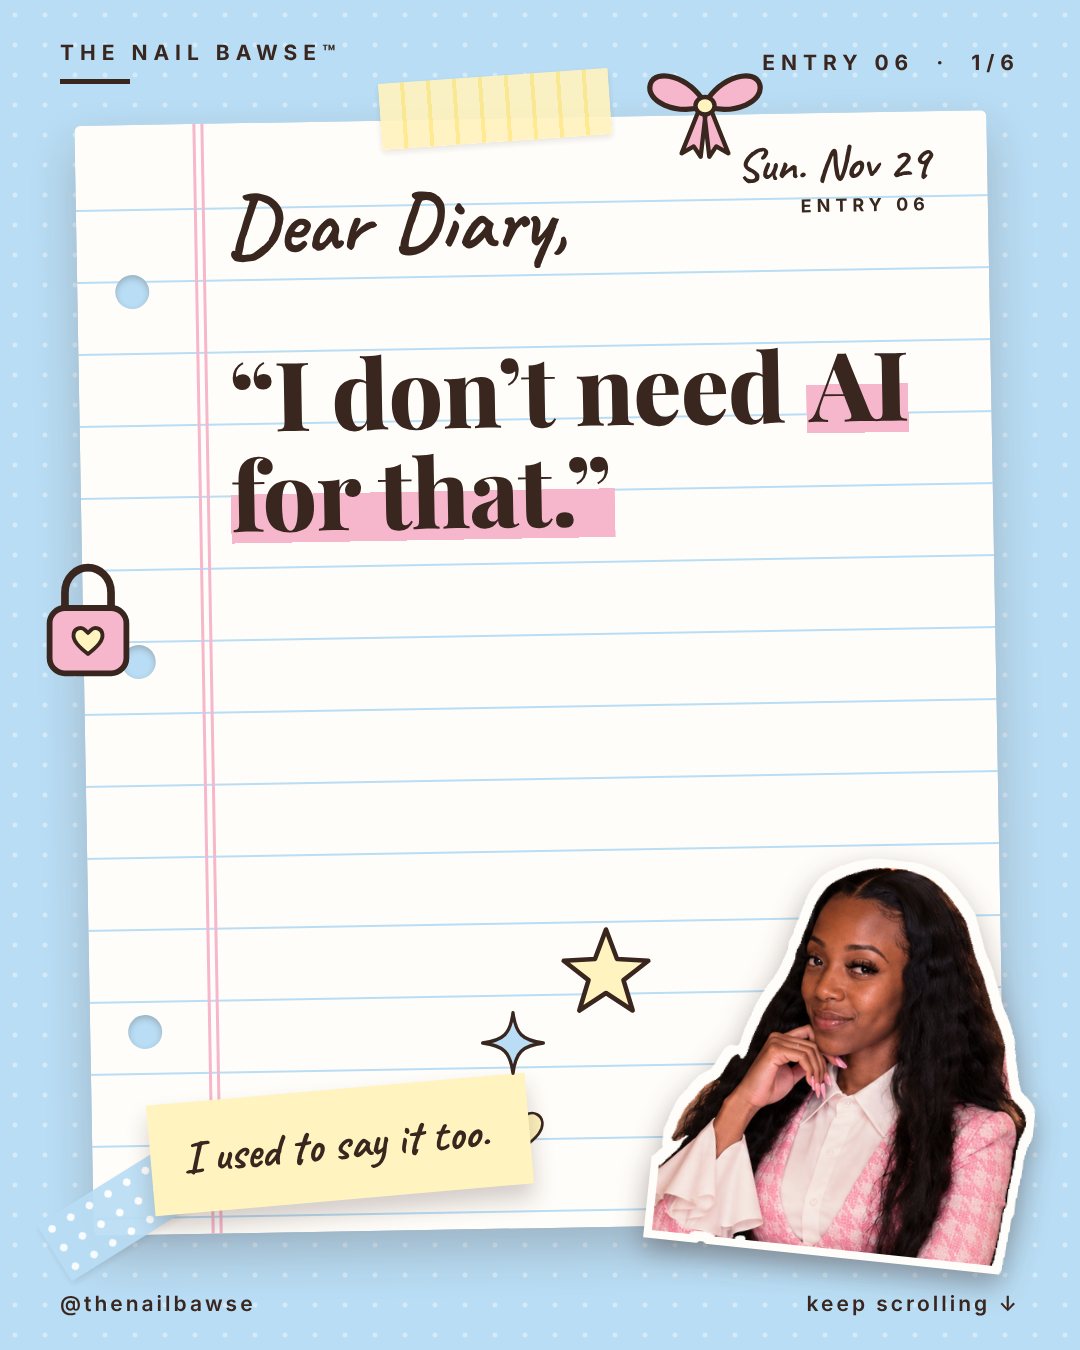 THE NAIL BAWSE™
ENTRY 06 · 1/6
Sun. Nov 29
ENTRY 06
Dear Diary,
“I don’t need AI
for that.”
I used to say it too.
@thenailbawse
keep scrolling ↓